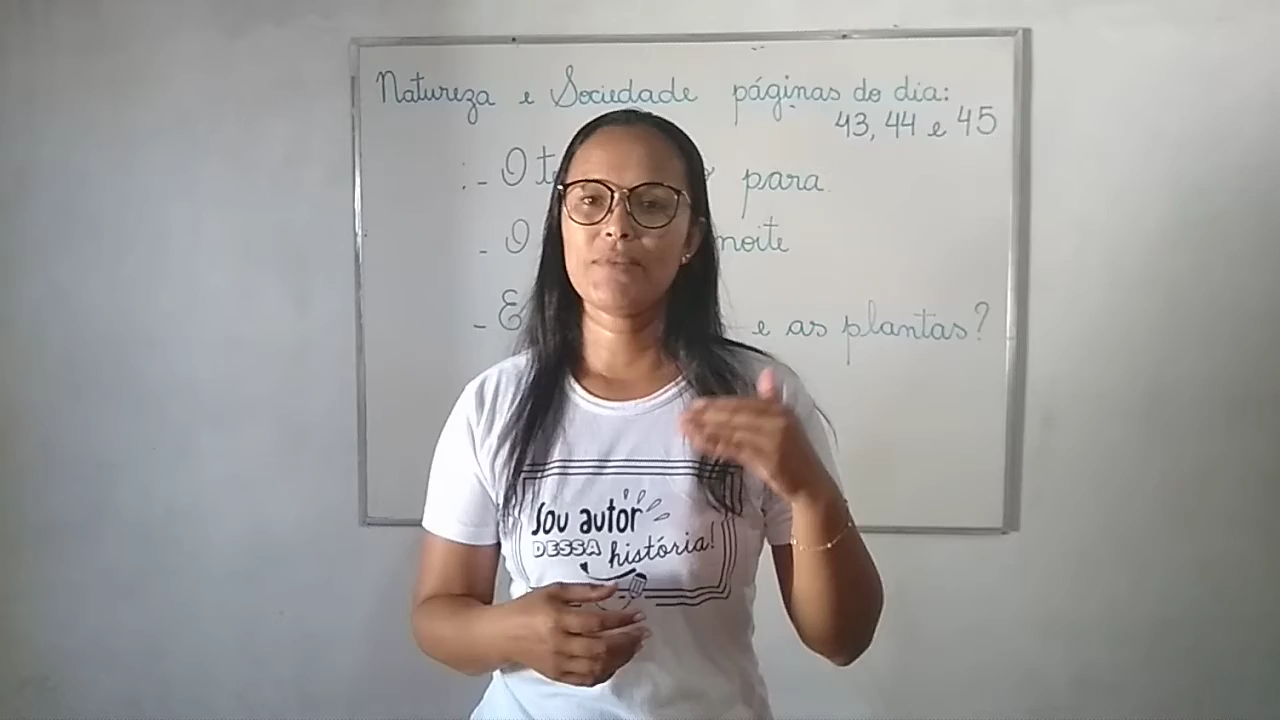 Natureza e Sociedade páginas do dia:
43, 44 e 45
- O para
- O noite
- E e as plantas?
Sou autor
DESSA história!